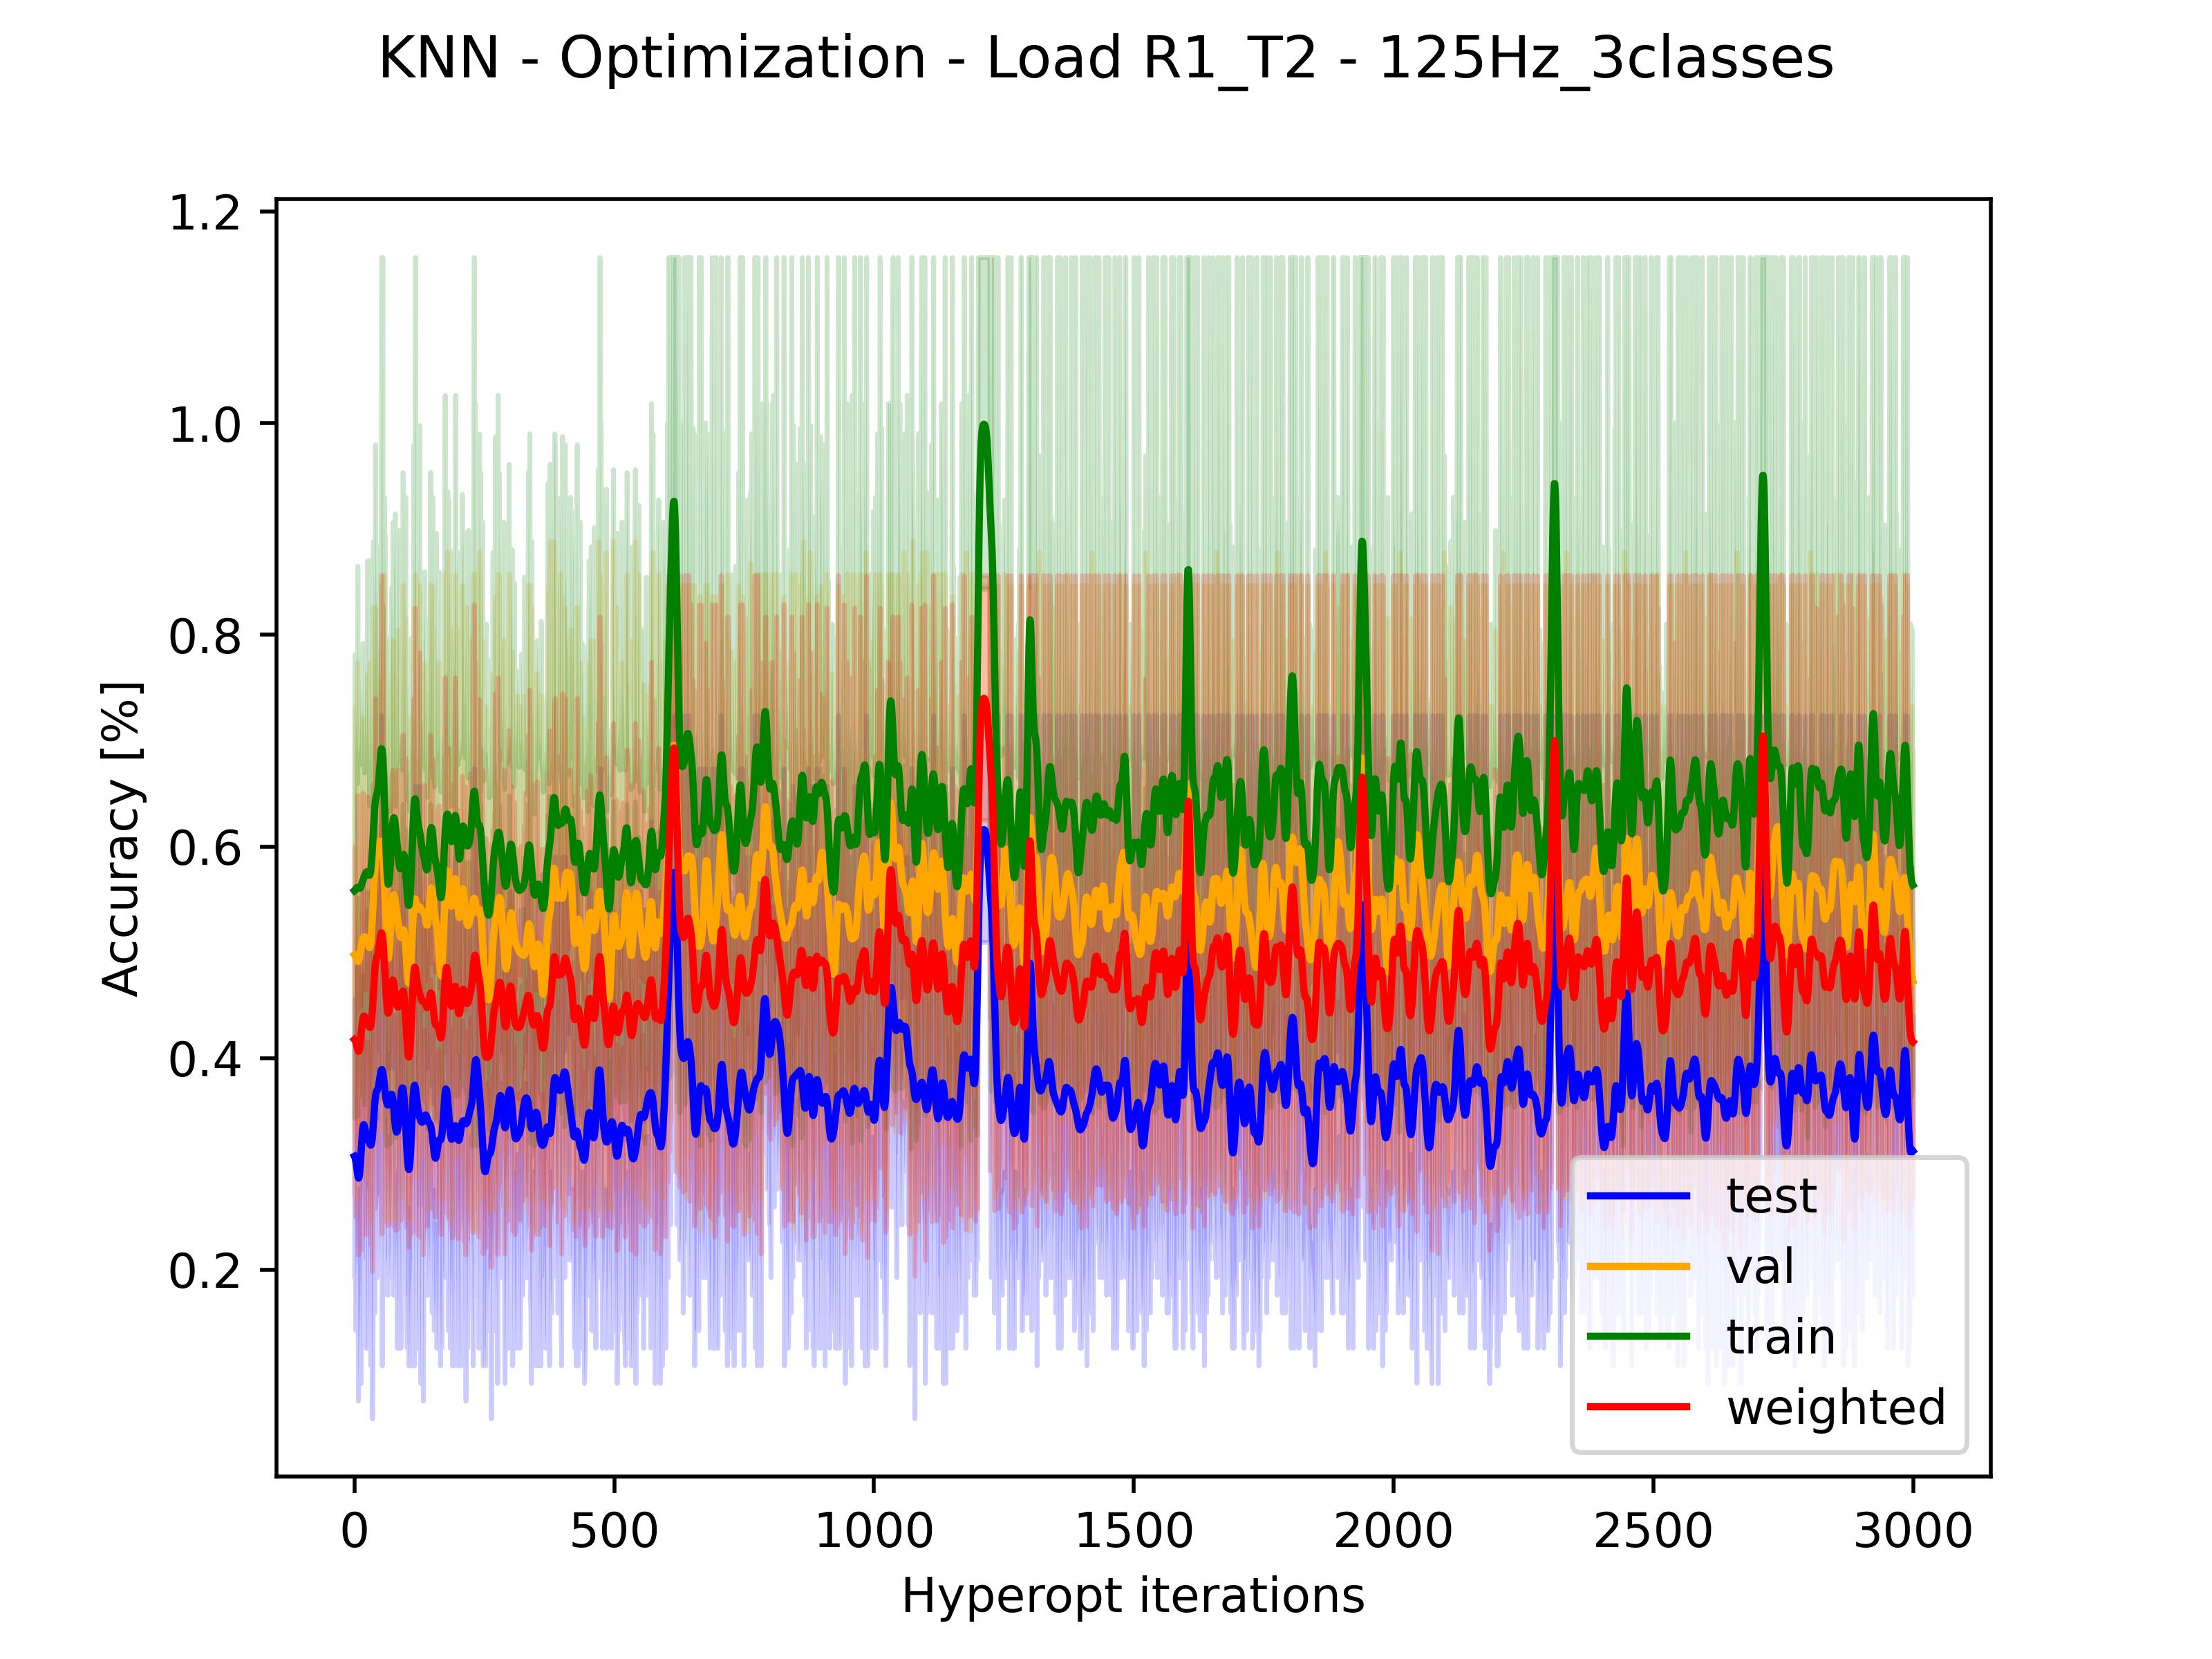 KNN - Optimization - Load R1_T2 - 125Hz_3classes
1.2
1.0
0.8
0.6
0.4
0.2
Accuracy [%]
test
val
train
weighted
0 500 1000 1500 2000 2500 3000
Hyperopt iterations